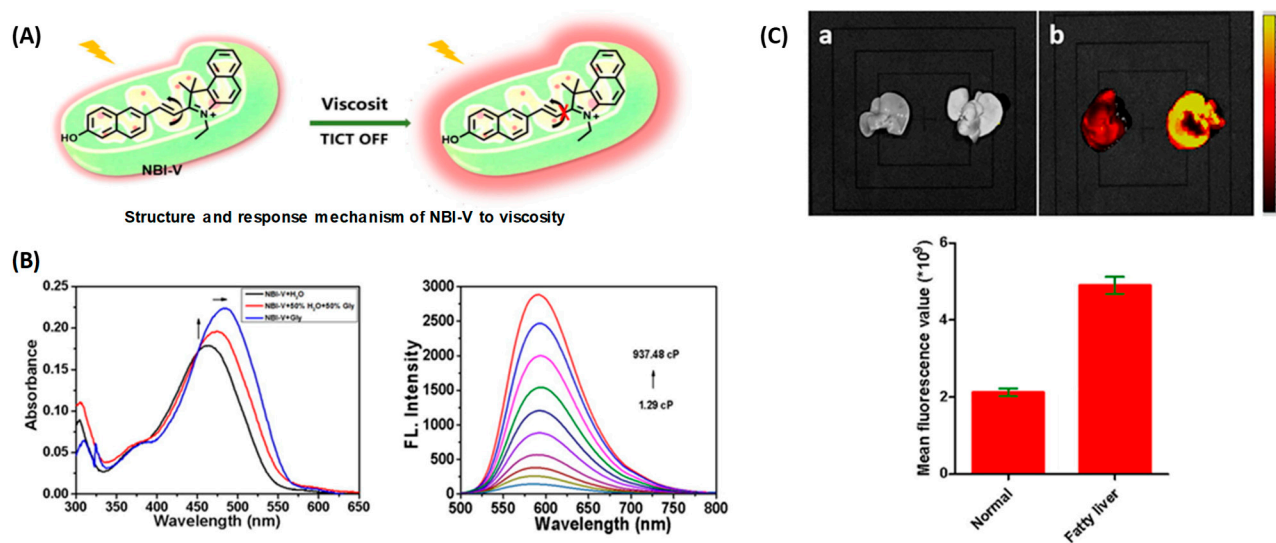 (A)
HO
N+
NBI-V
Viscosit
TICT OFF
HO
N+
Structure and response mechanism of NBI-V to viscosity
(B)
Absorbance
0.25
0.20
0.15
0.10
0.05
0.00
NBI-V+H2O
NBI-V+50% H2O+50% Gly
NBI-V+Gly
300 350 400 450 500 550 600 650
Wavelength (nm)
FL. Intensity
3000
2500
2000
1500
1000
500
0
937.48 cP
1.29 cP
500 550 600 650 700 750 800
Wavelength (nm)
(C)
a
b
Mean fluorescence value (*10^9)
6
4
2
0
Normal
Fatty liver